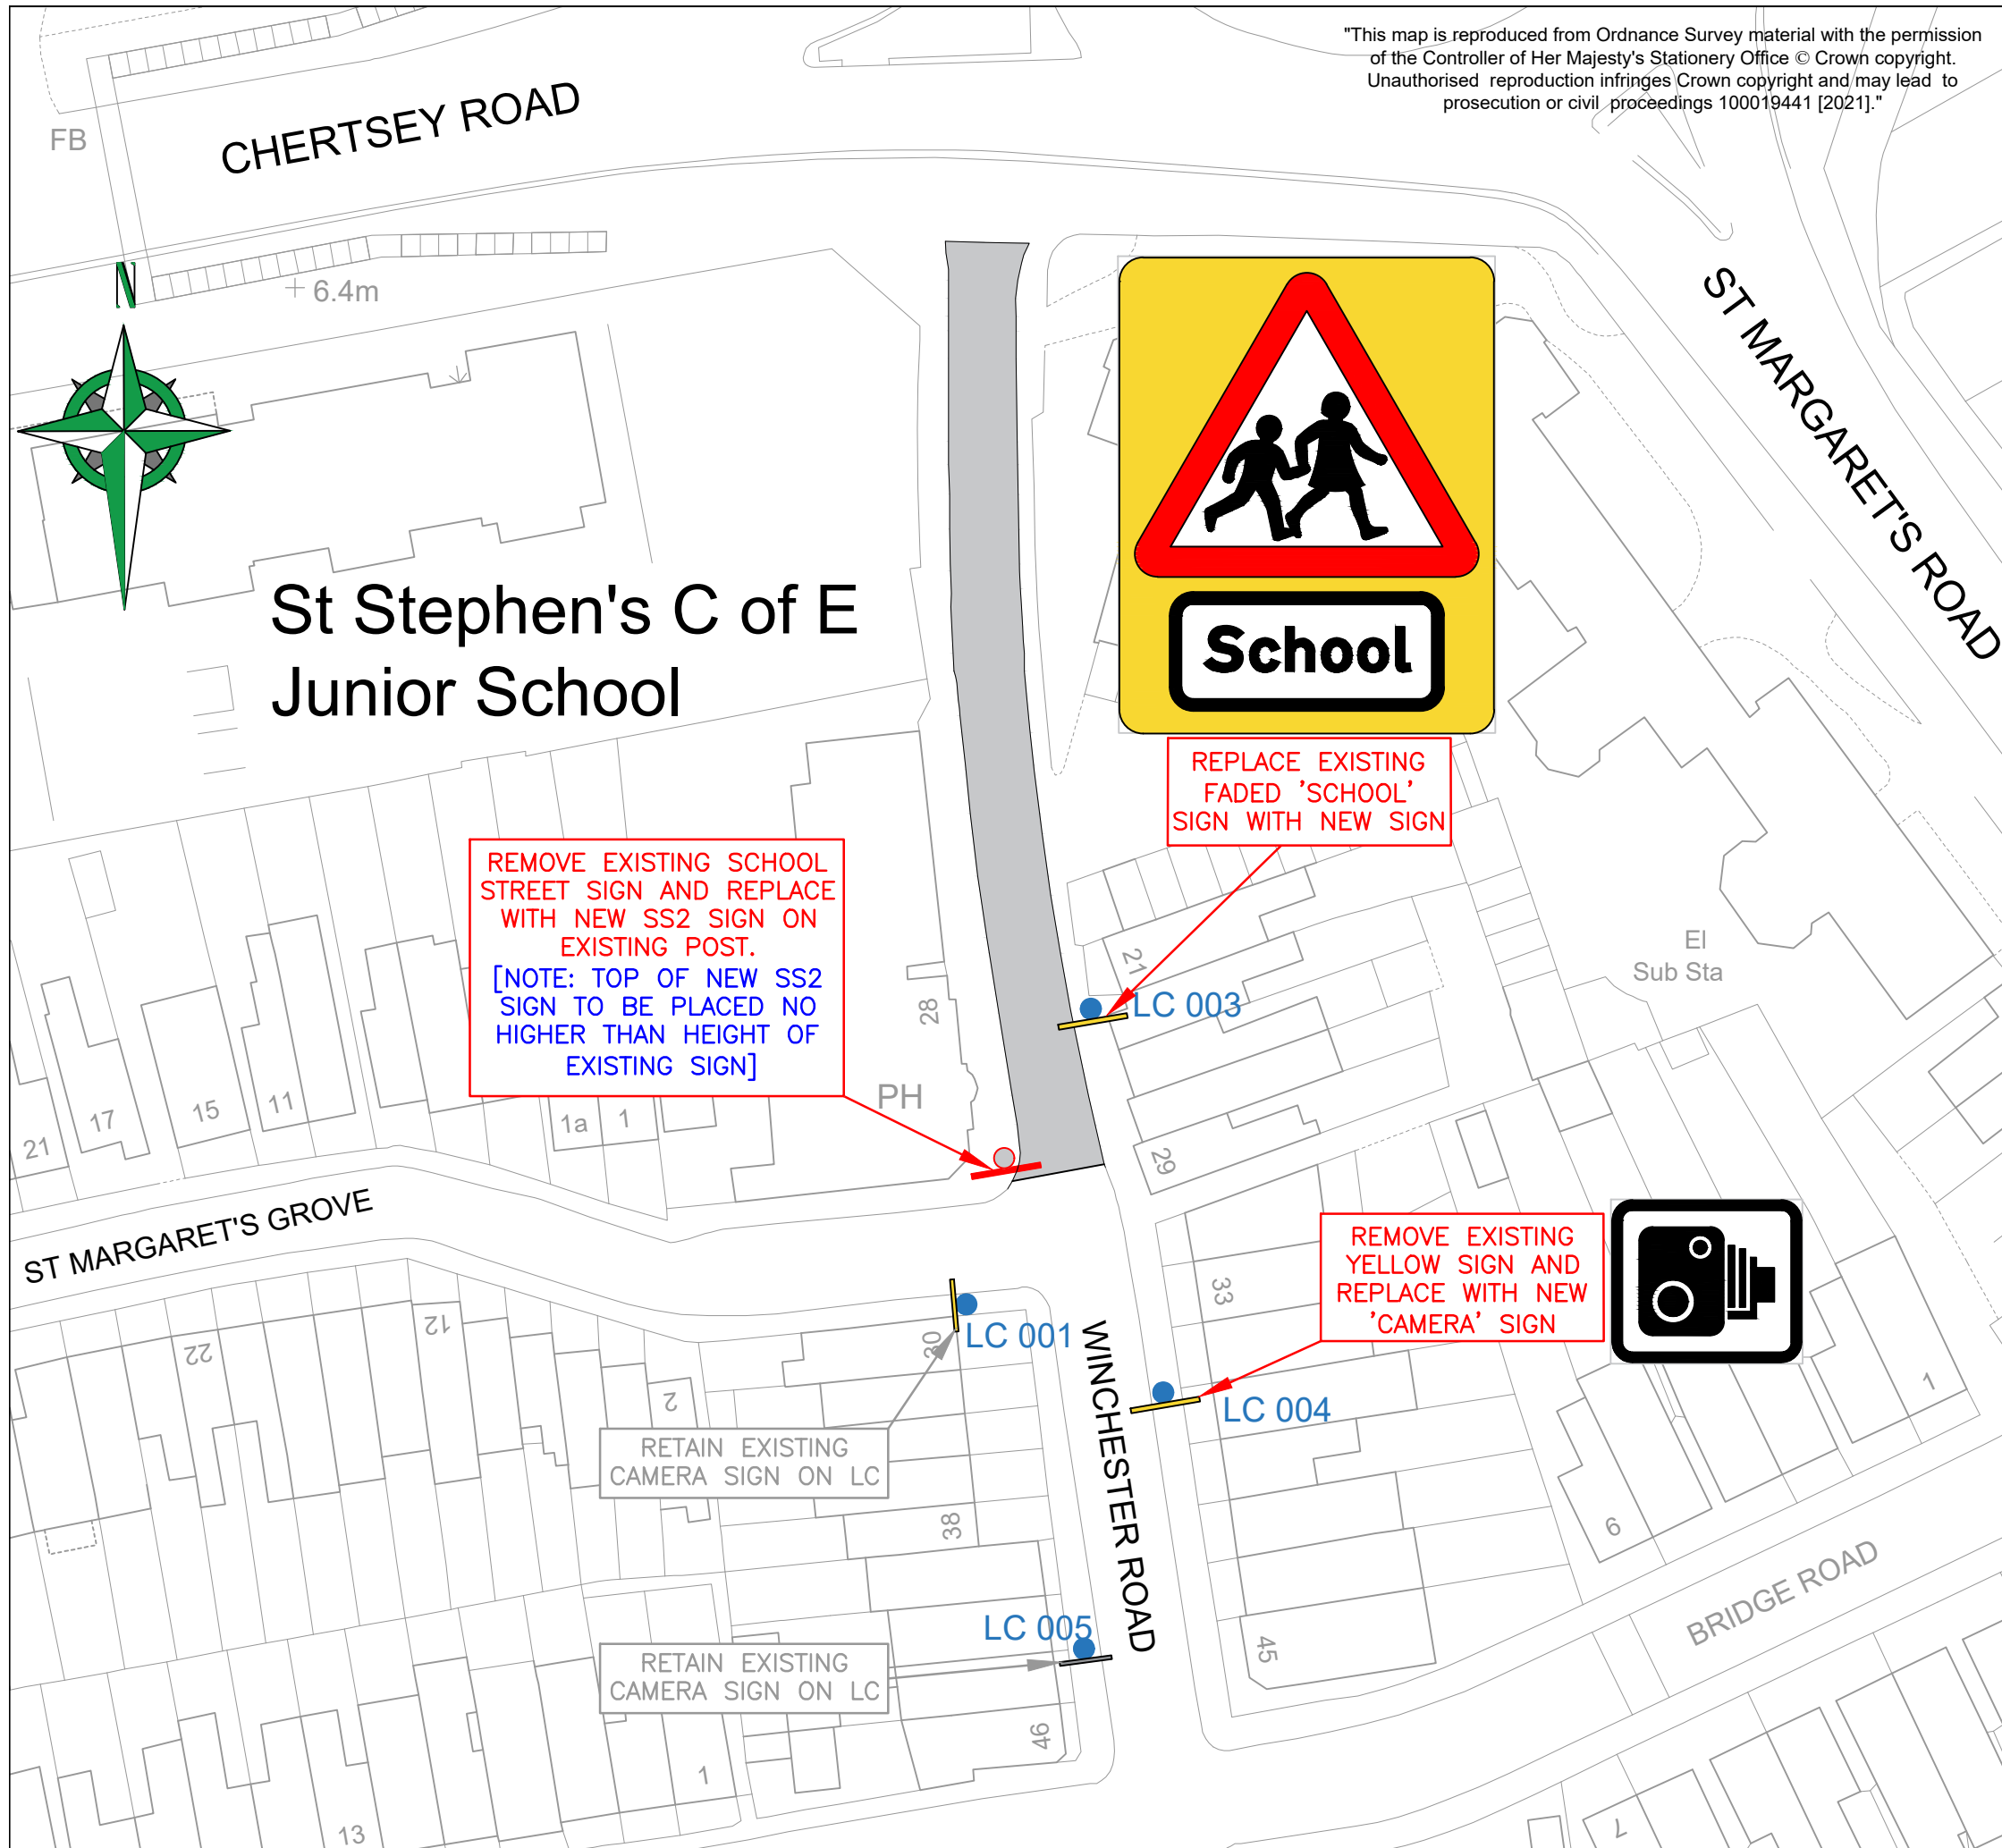 "This map is reproduced from Ordnance Survey material with the permission
of the Controller of Her Majesty's Stationery Office © Crown copyright.
Unauthorised reproduction infringes Crown copyright and may lead to
prosecution or civil proceedings 100019441 [2021]."
CHERTSEY ROAD
FB
N
6.4m
ST MARGARET'S ROAD
St Stephen's C of E
Junior School
School
REPLACE EXISTING
FADED 'SCHOOL'
SIGN WITH NEW SIGN
REMOVE EXISTING SCHOOL
STREET SIGN AND REPLACE
WITH NEW SS2 SIGN ON
EXISTING POST.
[NOTE: TOP OF NEW SS2
SIGN TO BE PLACED NO
HIGHER THAN HEIGHT OF
EXISTING SIGN]
El
Sub Sta
21
LC 003
28
PH
21
17
15
11
1a
1
29
ST MARGARET'S GROVE
REMOVE EXISTING
YELLOW SIGN AND
REPLACE WITH NEW
'CAMERA' SIGN
33
LC 001
30
12
22
2
WINCHESTER ROAD
LC 004
1
RETAIN EXISTING
CAMERA SIGN ON LC
38
6
BRIDGE ROAD
LC 005
45
RETAIN EXISTING
CAMERA SIGN ON LC
46
1
13
7